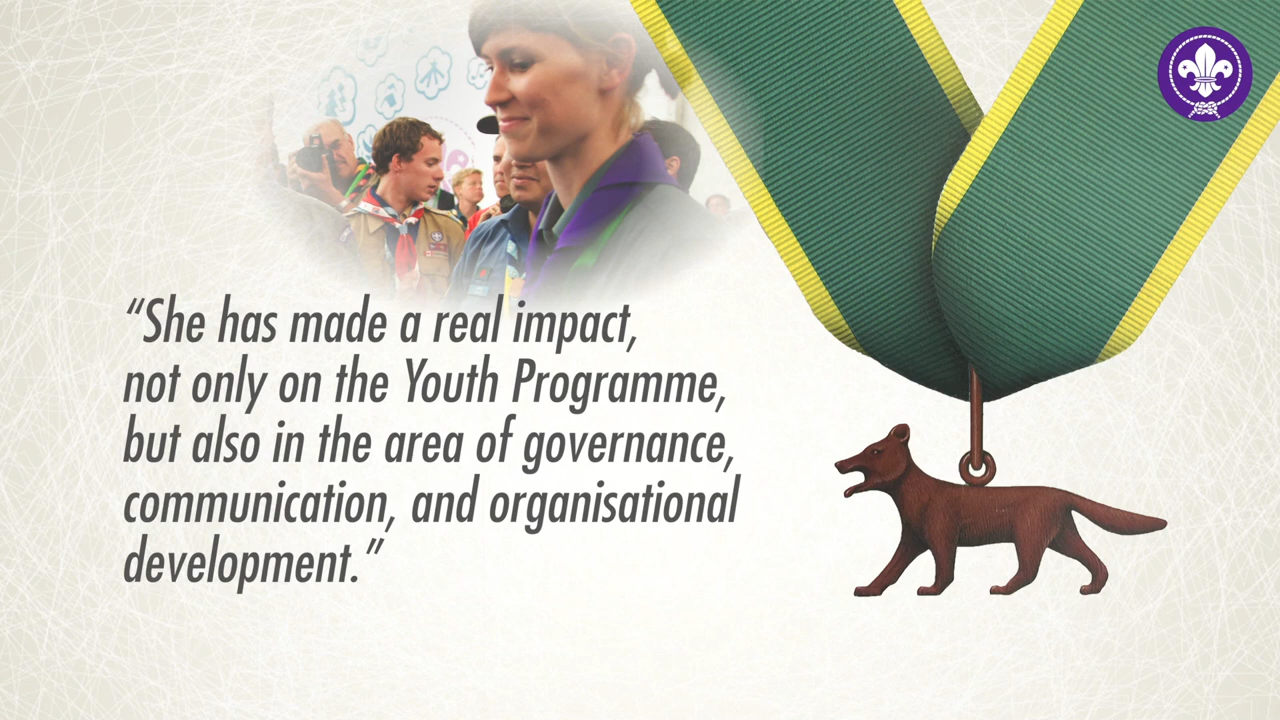 “She has made a real impact,
not only on the Youth Programme,
but also in the area of governance,
communication, and organisational
development.”